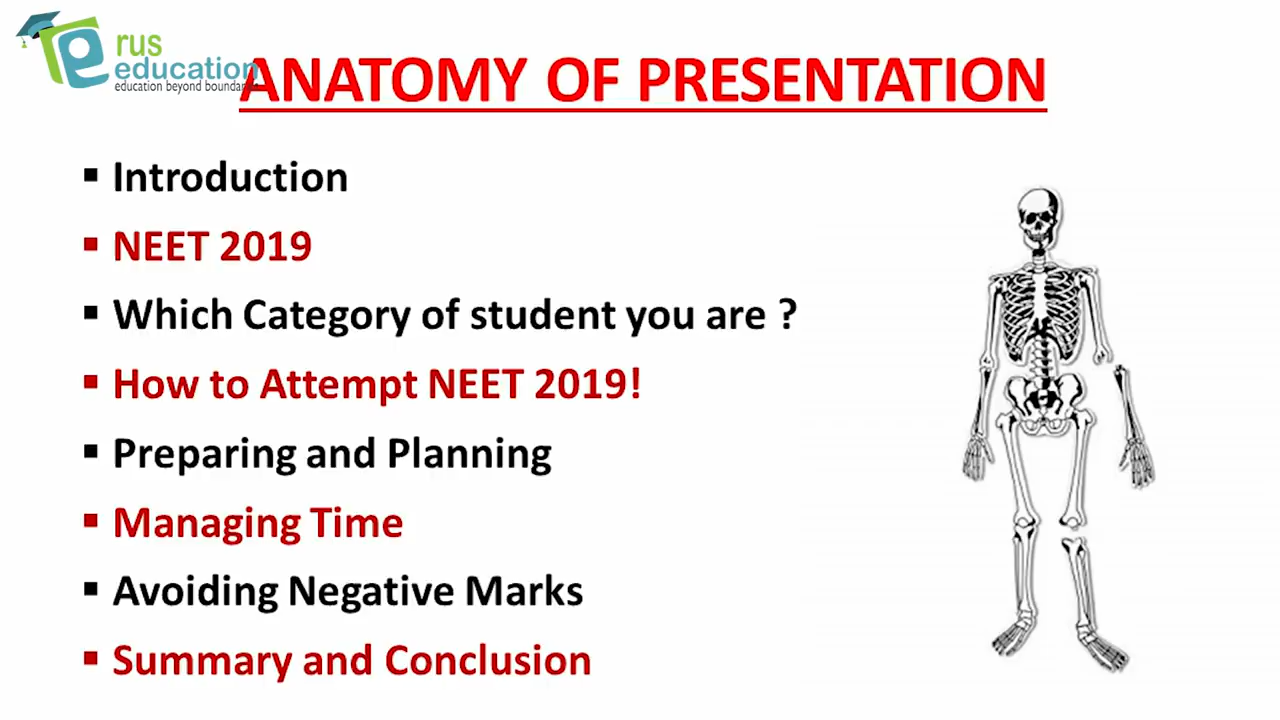 rus
education
education beyond boundaries
ANATOMY OF PRESENTATION
Introduction
NEET 2019
Which Category of student you are ?
How to Attempt NEET 2019!
Preparing and Planning
Managing Time
Avoiding Negative Marks
Summary and Conclusion